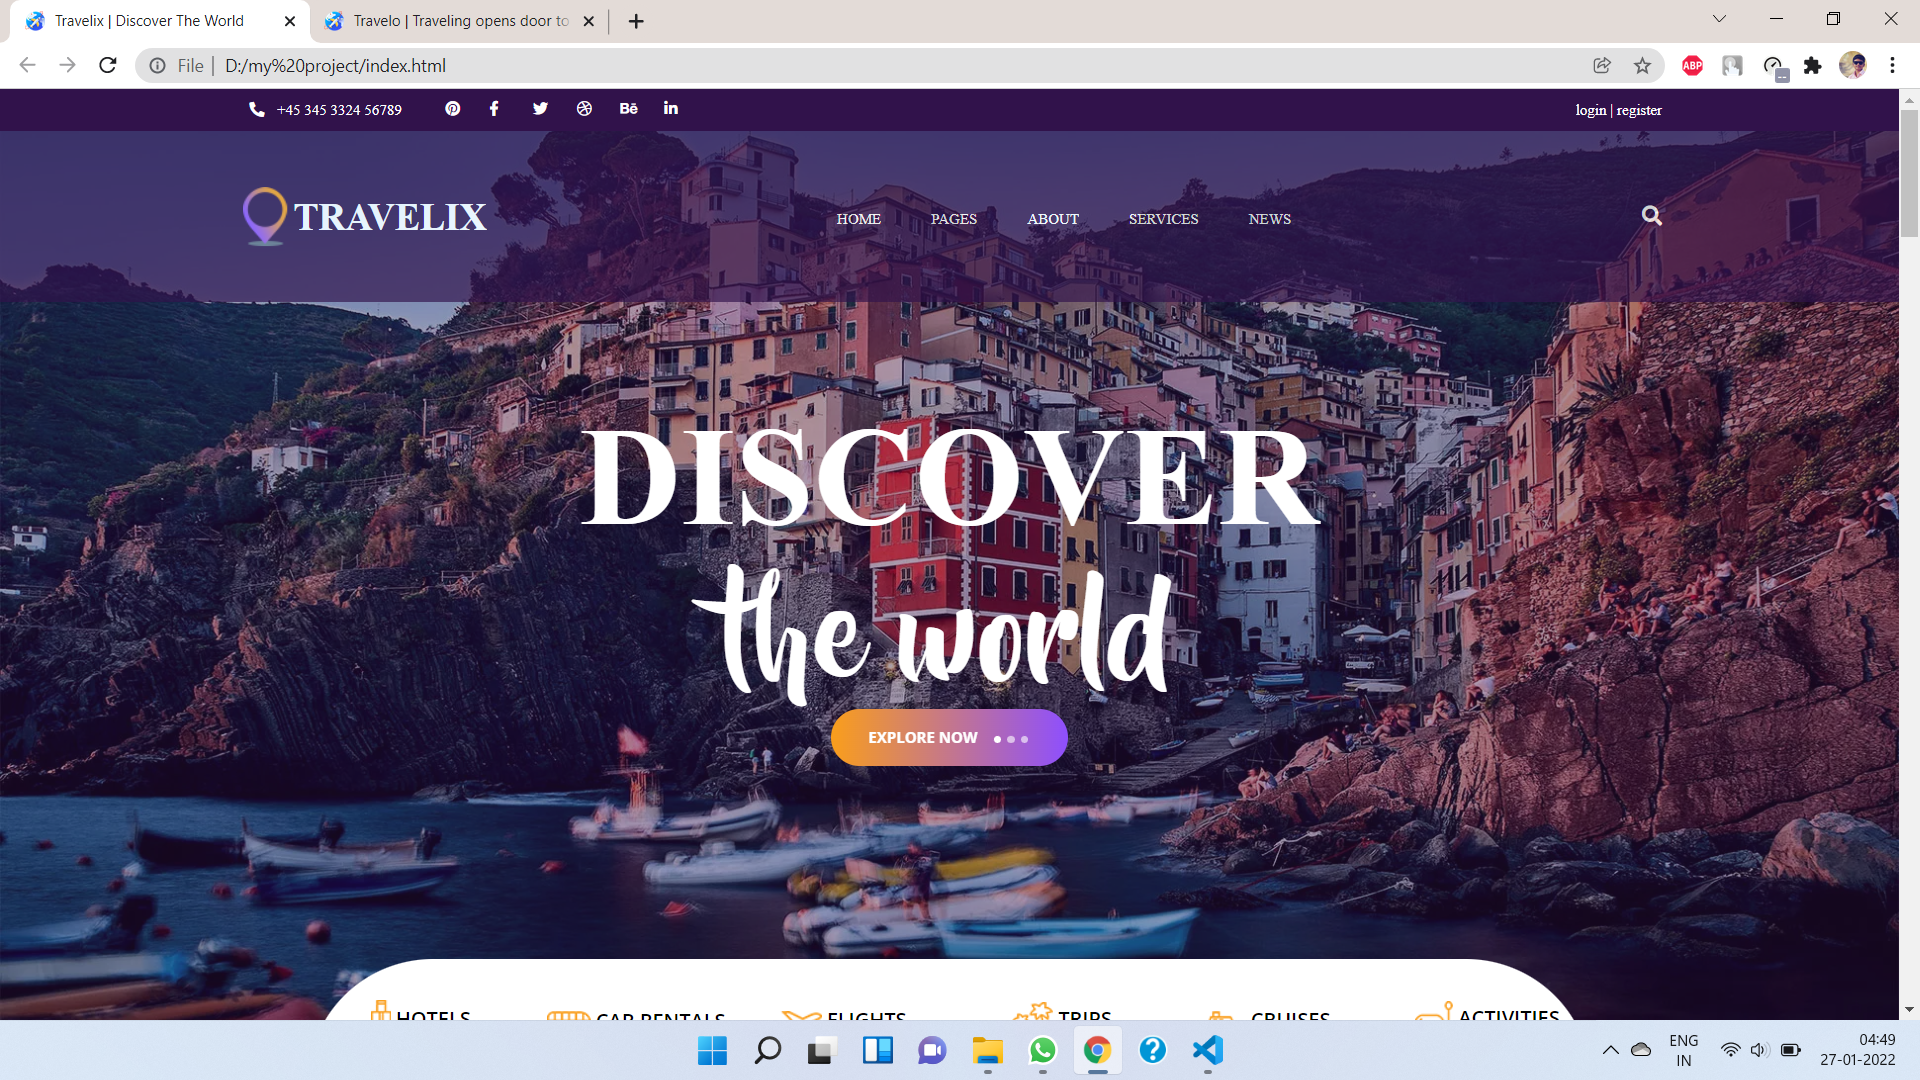 Travelix | Discover The World
Travelo | Traveling opens door to
File | D:/my%20project/index.html
ABP
+45 345 3324 56789
Bē
in
login | register
TRAVELIX
HOME
PAGES
ABOUT
SERVICES
NEWS
DISCOVER
the world
EXPLORE NOW
HOTELS
CAR RENTALS
FLIGHTS
TRIPS
CRUISES
ACTIVITIES
ENG
IN
04:49
27-01-2022